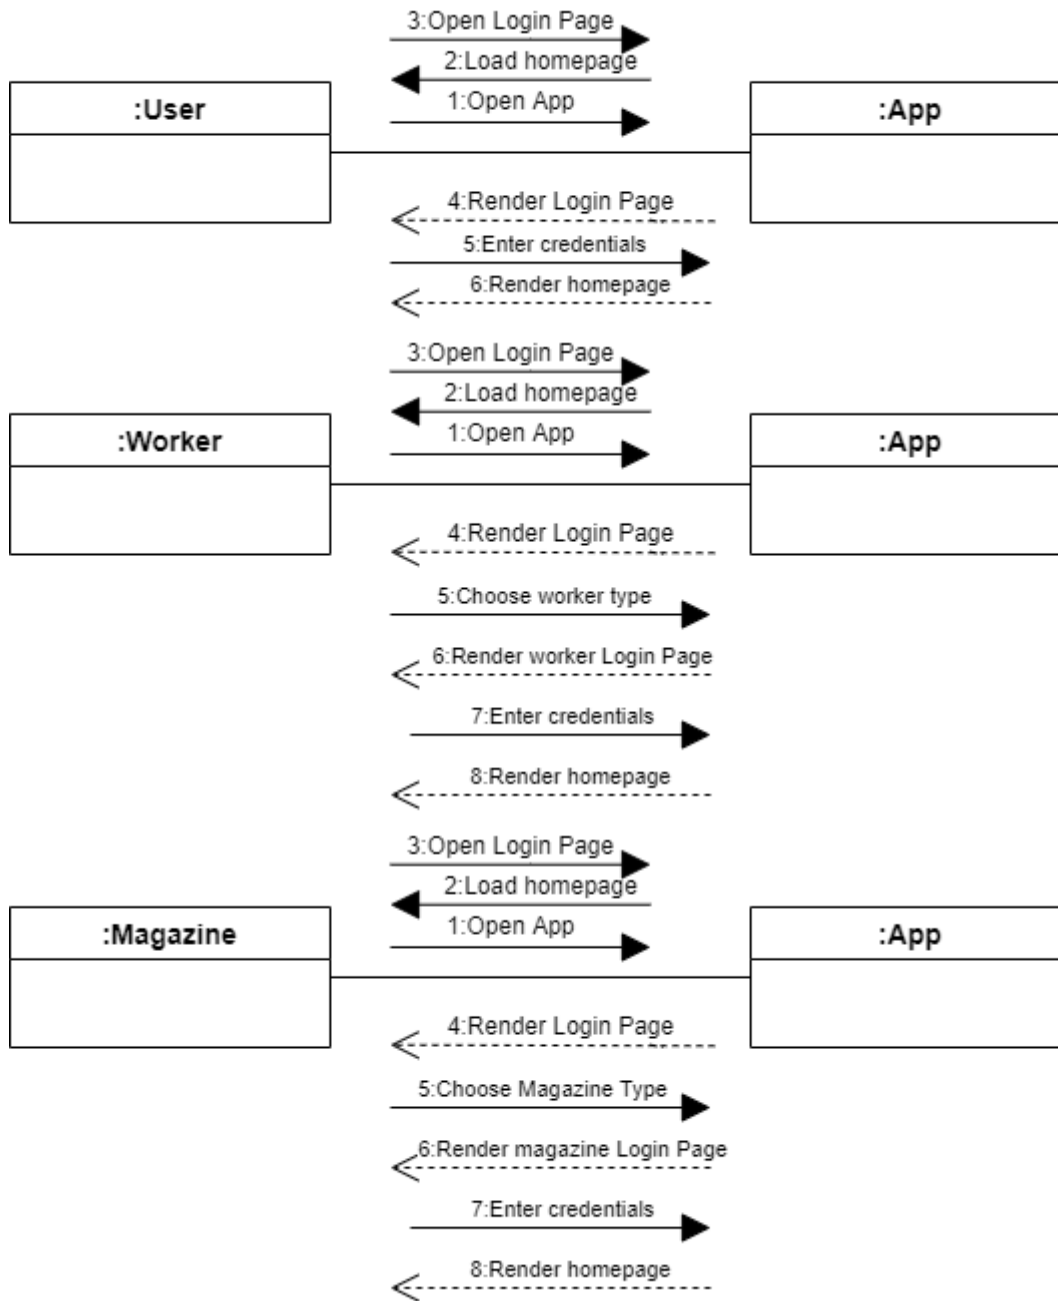 3:Open Login Page
2:Load homepage
1:Open App
:User
:App
4:Render Login Page
5:Enter credentials
6:Render homepage
3:Open Login Page
2:Load homepage
1:Open App
:Worker
:App
4:Render Login Page
5:Choose worker type
6:Render worker Login Page
7:Enter credentials
8:Render homepage
3:Open Login Page
2:Load homepage
1:Open App
:Magazine
:App
4:Render Login Page
5:Choose Magazine Type
6:Render magazine Login Page
7:Enter credentials
8:Render homepage